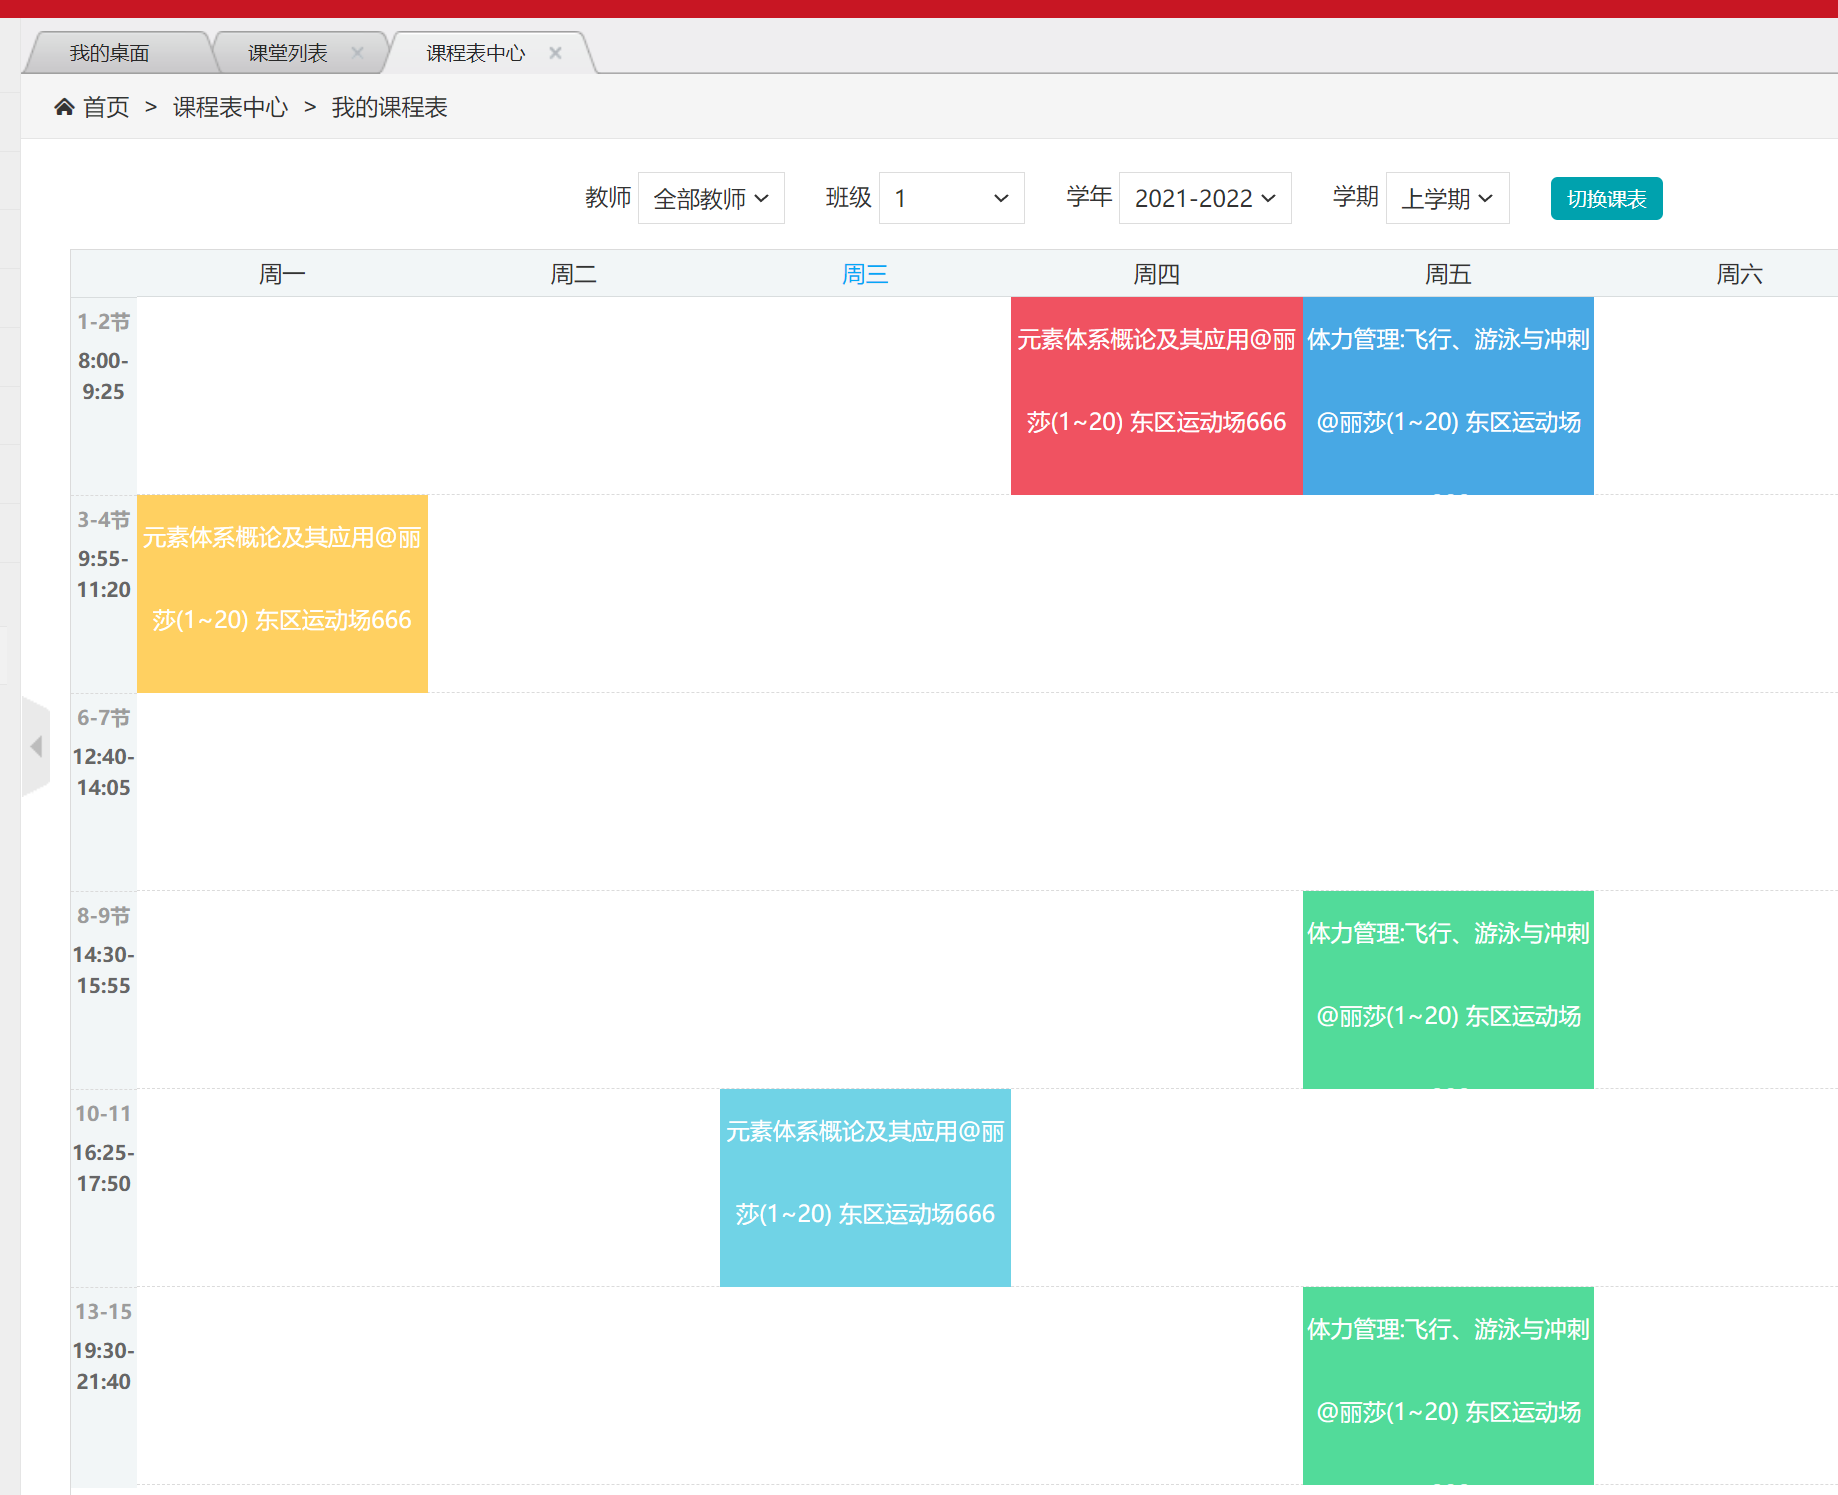 我的桌面 课堂列表 课程表中心
首页 > 课程表中心 > 我的课程表
教师 全部教师 班级 1 学年 2021-2022 学期 上学期 切换课表
周一 周二 周三 周四 周五 周六
1-2节
8:00-
9:25
元素体系概论及其应用@丽
莎(1~20) 东区运动场666
体力管理:飞行、游泳与冲刺
@丽莎(1~20) 东区运动场
3-4节
9:55-
11:20
元素体系概论及其应用@丽
莎(1~20) 东区运动场666
6-7节
12:40-
14:05
8-9节
14:30-
15:55
体力管理:飞行、游泳与冲刺
@丽莎(1~20) 东区运动场
10-11
16:25-
17:50
元素体系概论及其应用@丽
莎(1~20) 东区运动场666
13-15
19:30-
21:40
体力管理:飞行、游泳与冲刺
@丽莎(1~20) 东区运动场